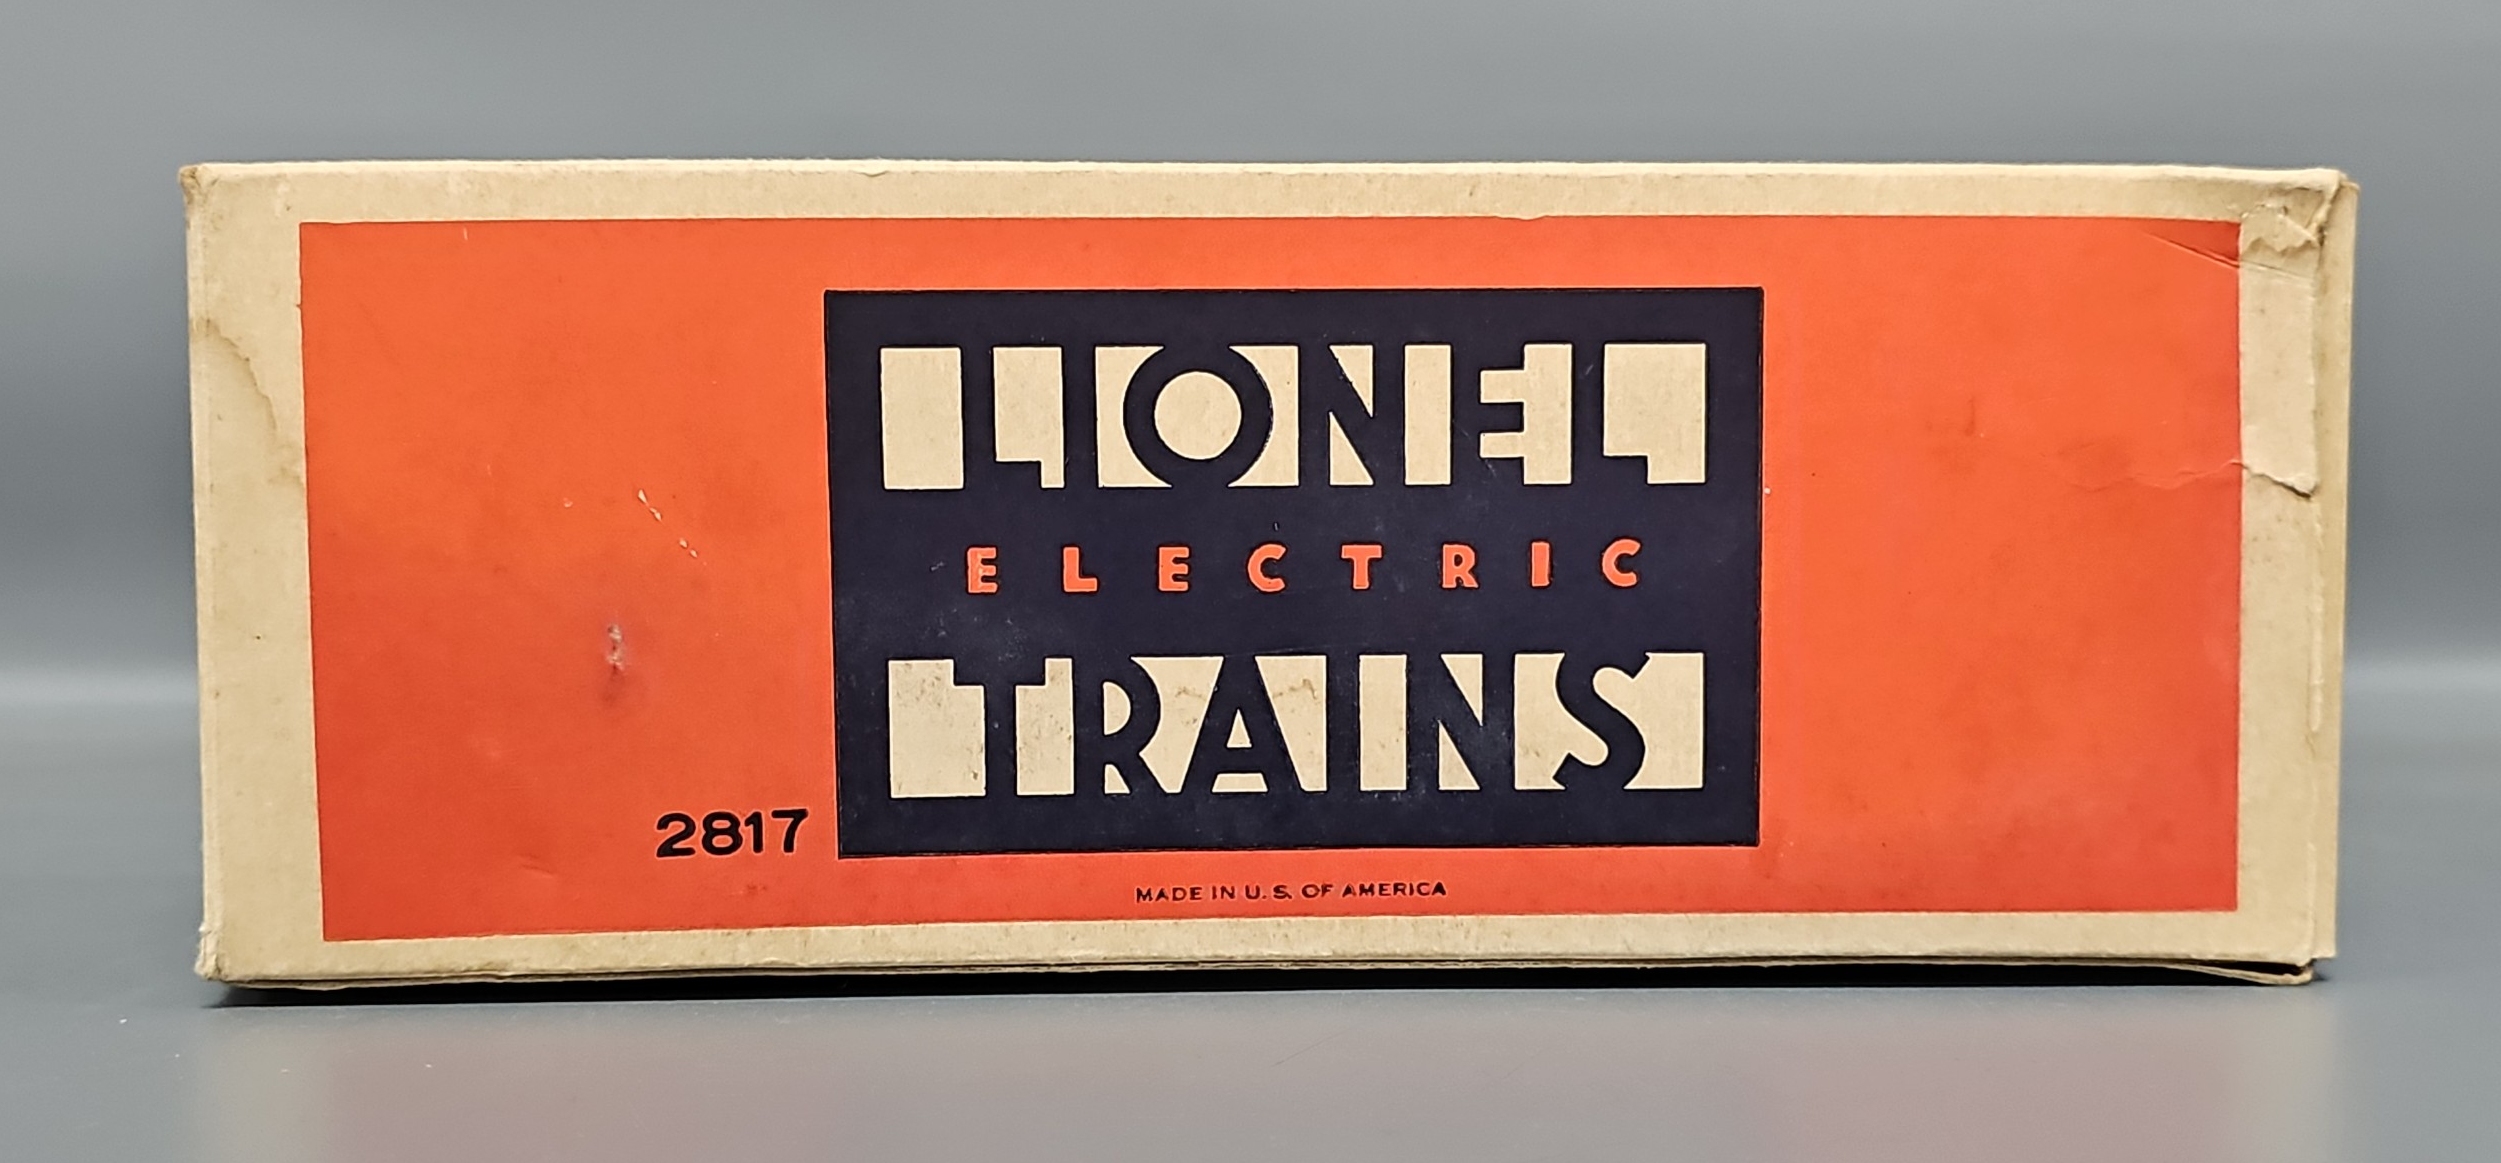 LIONEL
ELECTRIC
TRAINS
2817
MADE IN U.S. OF AMERICA